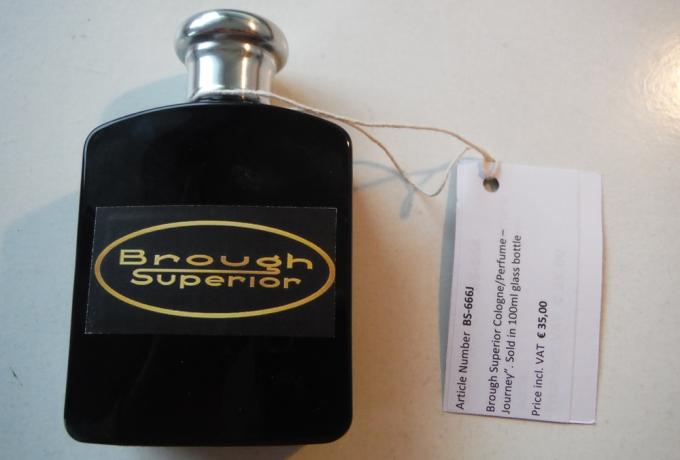 Brough
Superior
Article Number BS-666J
Brough Superior Cologne/Perfume –
Journey". Sold in 100ml glass bottle
Price incl. VAT € 35,00